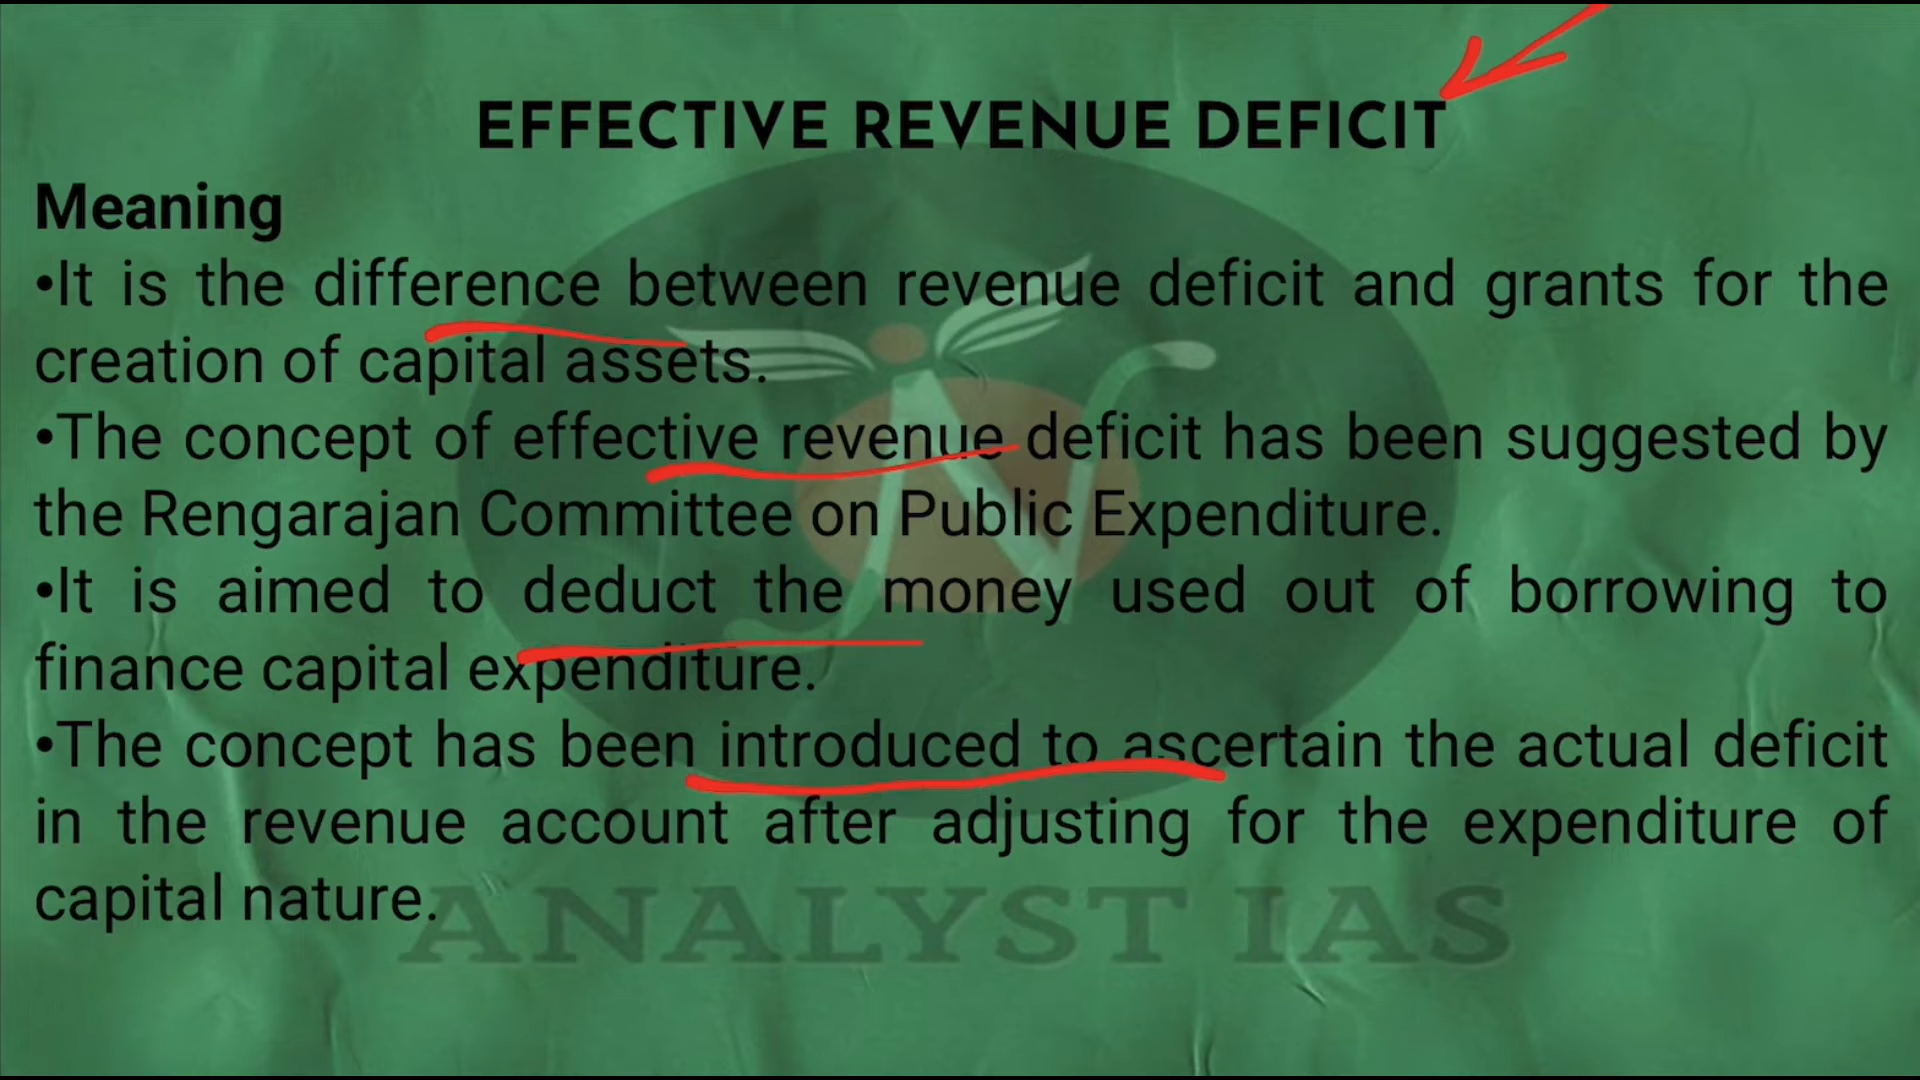 EFFECTIVE REVENUE DEFICIT
Meaning
•It is the difference between revenue deficit and grants for the
creation of capital assets.
•The concept of effective revenue deficit has been suggested by
the Rengarajan Committee on Public Expenditure.
•It is aimed to deduct the money used out of borrowing to
finance capital expenditure.
•The concept has been introduced to ascertain the actual deficit
in the revenue account after adjusting for the expenditure of
capital nature.
ANALYST IAS